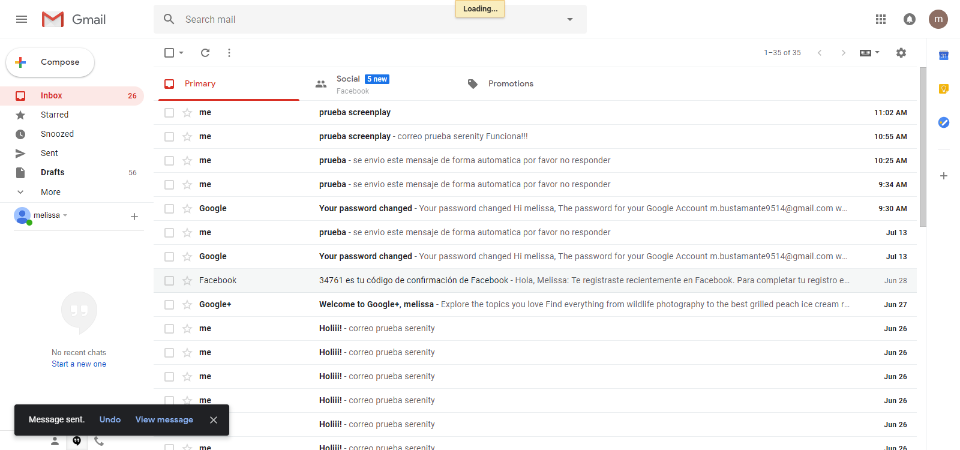 Loading...
Gmail
Search mail
m
Compose
1–35 of 35
31
Primary
Social 5 new
Facebook
Promotions
Inbox 26
Starred
Snoozed
Sent
Drafts 56
More
melissa
No recent chats
Start a new one
me prueba screenplay 11:02 AM
me prueba screenplay - correo prueba serenity Funciona!!! 10:55 AM
me prueba - se envio este mensaje de forma automatica por favor no responder 10:25 AM
me prueba - se envio este mensaje de forma automatica por favor no responder 9:34 AM
Google Your password changed - Your password changed Hi melissa, The password for your Google Account m.bustamante9514@gmail.com w... 9:30 AM
me prueba - se envio este mensaje de forma automatica por favor no responder Jul 13
Google Your password changed - Your password changed Hi melissa, The password for your Google Account m.bustamante9514@gmail.com w... Jul 13
Facebook 34761 es tu código de confirmación de Facebook - Hola, Melissa: Te registraste recientemente en Facebook. Para completar tu registro e... Jun 28
Google+ Welcome to Google+, melissa - Explore the topics you love Find everything from wildlife photography to the best grilled peach ice cream r... Jun 27
me Holiii! - correo prueba serenity Jun 26
me Holiii! - correo prueba serenity Jun 26
me Holiii! - correo prueba serenity Jun 26
me Holiii! - correo prueba serenity Jun 26
Holiii! - correo prueba serenity Jun 26
me Holiii! - correo prueba serenity Jun 26
Message sent. Undo View message